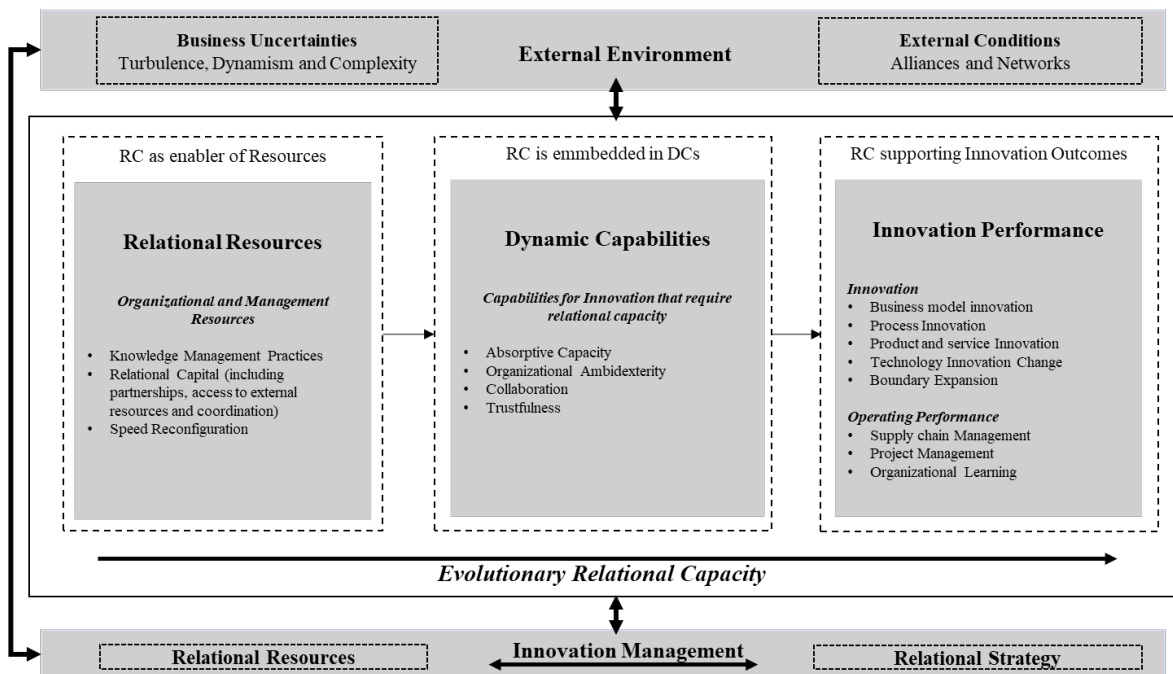 Business Uncertainties
Turbulence, Dynamism and Complexity
External Environment
External Conditions
Alliances and Networks
RC as enabler of Resources
Relational Resources
Organizational and Management
Resources
• Knowledge Management Practices
• Relational Capital (including
partnerships, access to external
resources and coordination)
• Speed Reconfiguration
RC is emmbedded in DCs
Dynamic Capabilities
Capabilities for Innovation that require
relational capacity
• Absorptive Capacity
• Organizational Ambidexterity
• Collaboration
• Trustfulness
RC supporting Innovation Outcomes
Innovation Performance
Innovation
• Business model innovation
• Process Innovation
• Product and service Innovation
• Technology Innovation Change
• Boundary Expansion
Operating Performance
• Supply chain Management
• Project Management
• Organizational Learning
Evolutionary Relational Capacity
Relational Resources
Innovation Management
Relational Strategy